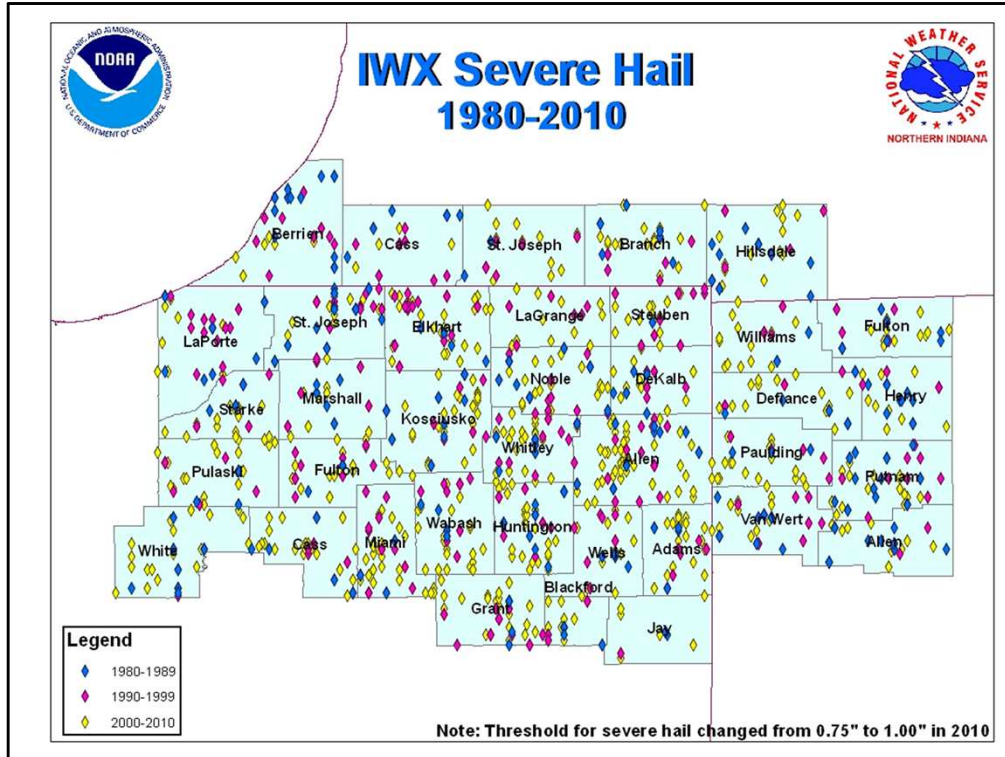 NATIONAL OCEANIC AND ATMOSPHERIC ADMINISTRATION
NOAA
U.S. DEPARTMENT OF COMMERCE
IWX Severe Hail
1980-2010
NATIONAL WEATHER SERVICE
NORTHERN INDIANA
Berrien
Cass
St. Joseph
Branch
Hillsdale
LaPorte
St. Joseph
Elkhart
LaGrange
Steuben
Williams
Fulton
Starke
Marshall
Kosciusko
Noble
DeKalb
Defiance
Henry
Pulaski
Fulton
Whitley
Allen
Paulding
Putnam
White
Cass
Miami
Wabash
Huntington
Wells
Adams
Van Wert
Allen
Grant
Blackford
Jay
Legend
1980-1989
1990-1999
2000-2010
Note: Threshold for severe hail changed from 0.75" to 1.00" in 2010